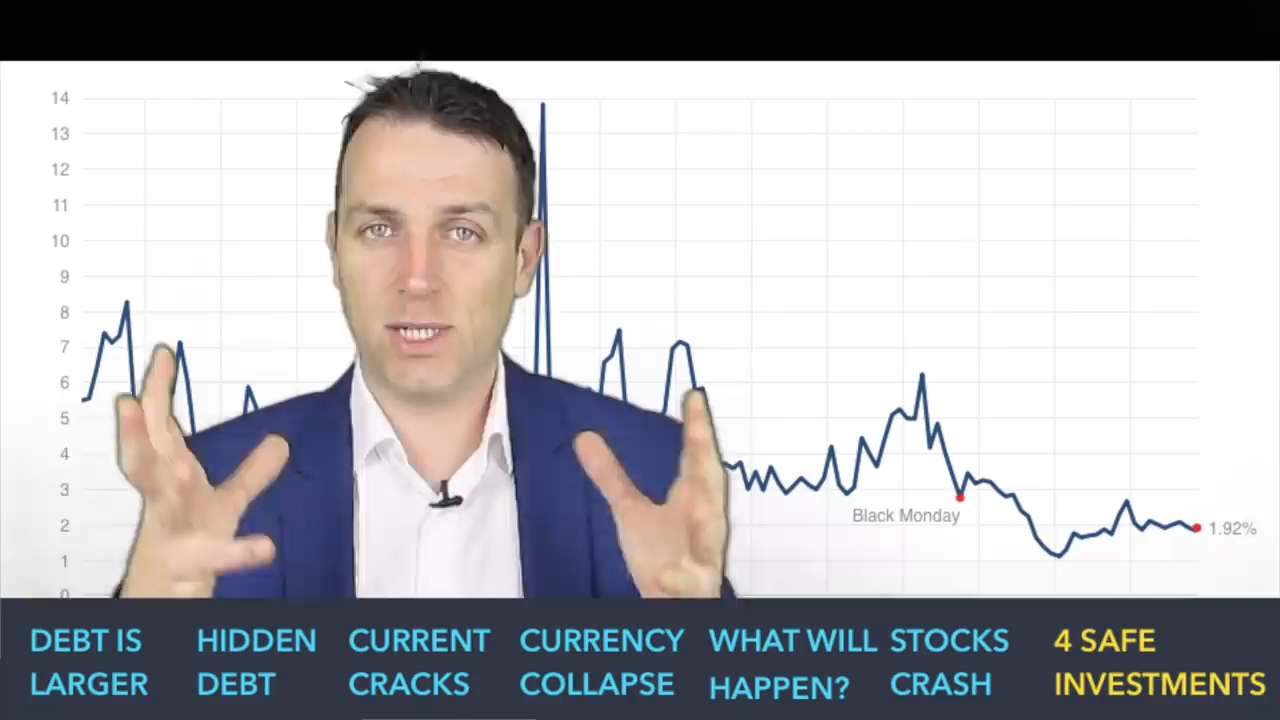 14
13
12
11
10
9
8
7
6
5
4
3
Black Monday
2
1.92%
1
0
DEBT IS LARGER
HIDDEN DEBT
CURRENT CRACKS
CURRENCY COLLAPSE
WHAT WILL HAPPEN?
STOCKS CRASH
4 SAFE INVESTMENTS